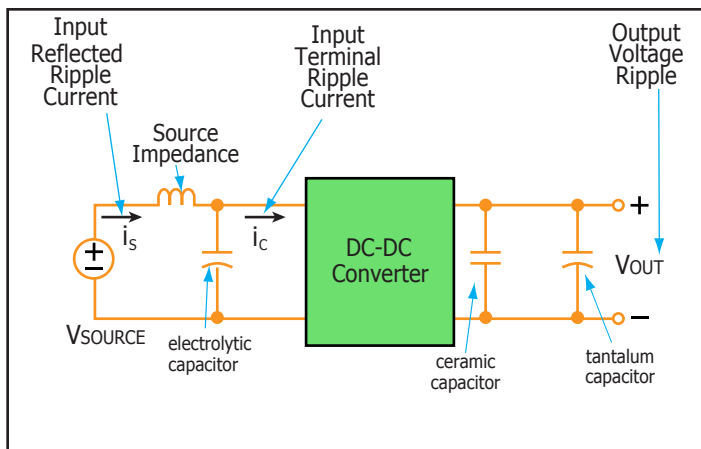 Input
Reflected
Ripple
Current
Input
Terminal
Ripple
Current
Output
Voltage
Ripple
Source
Impedance
iS
iC
+
−
VSOURCE
electrolytic
capacitor
DC-DC
Converter
ceramic
capacitor
tantalum
capacitor
+
VOUT
−